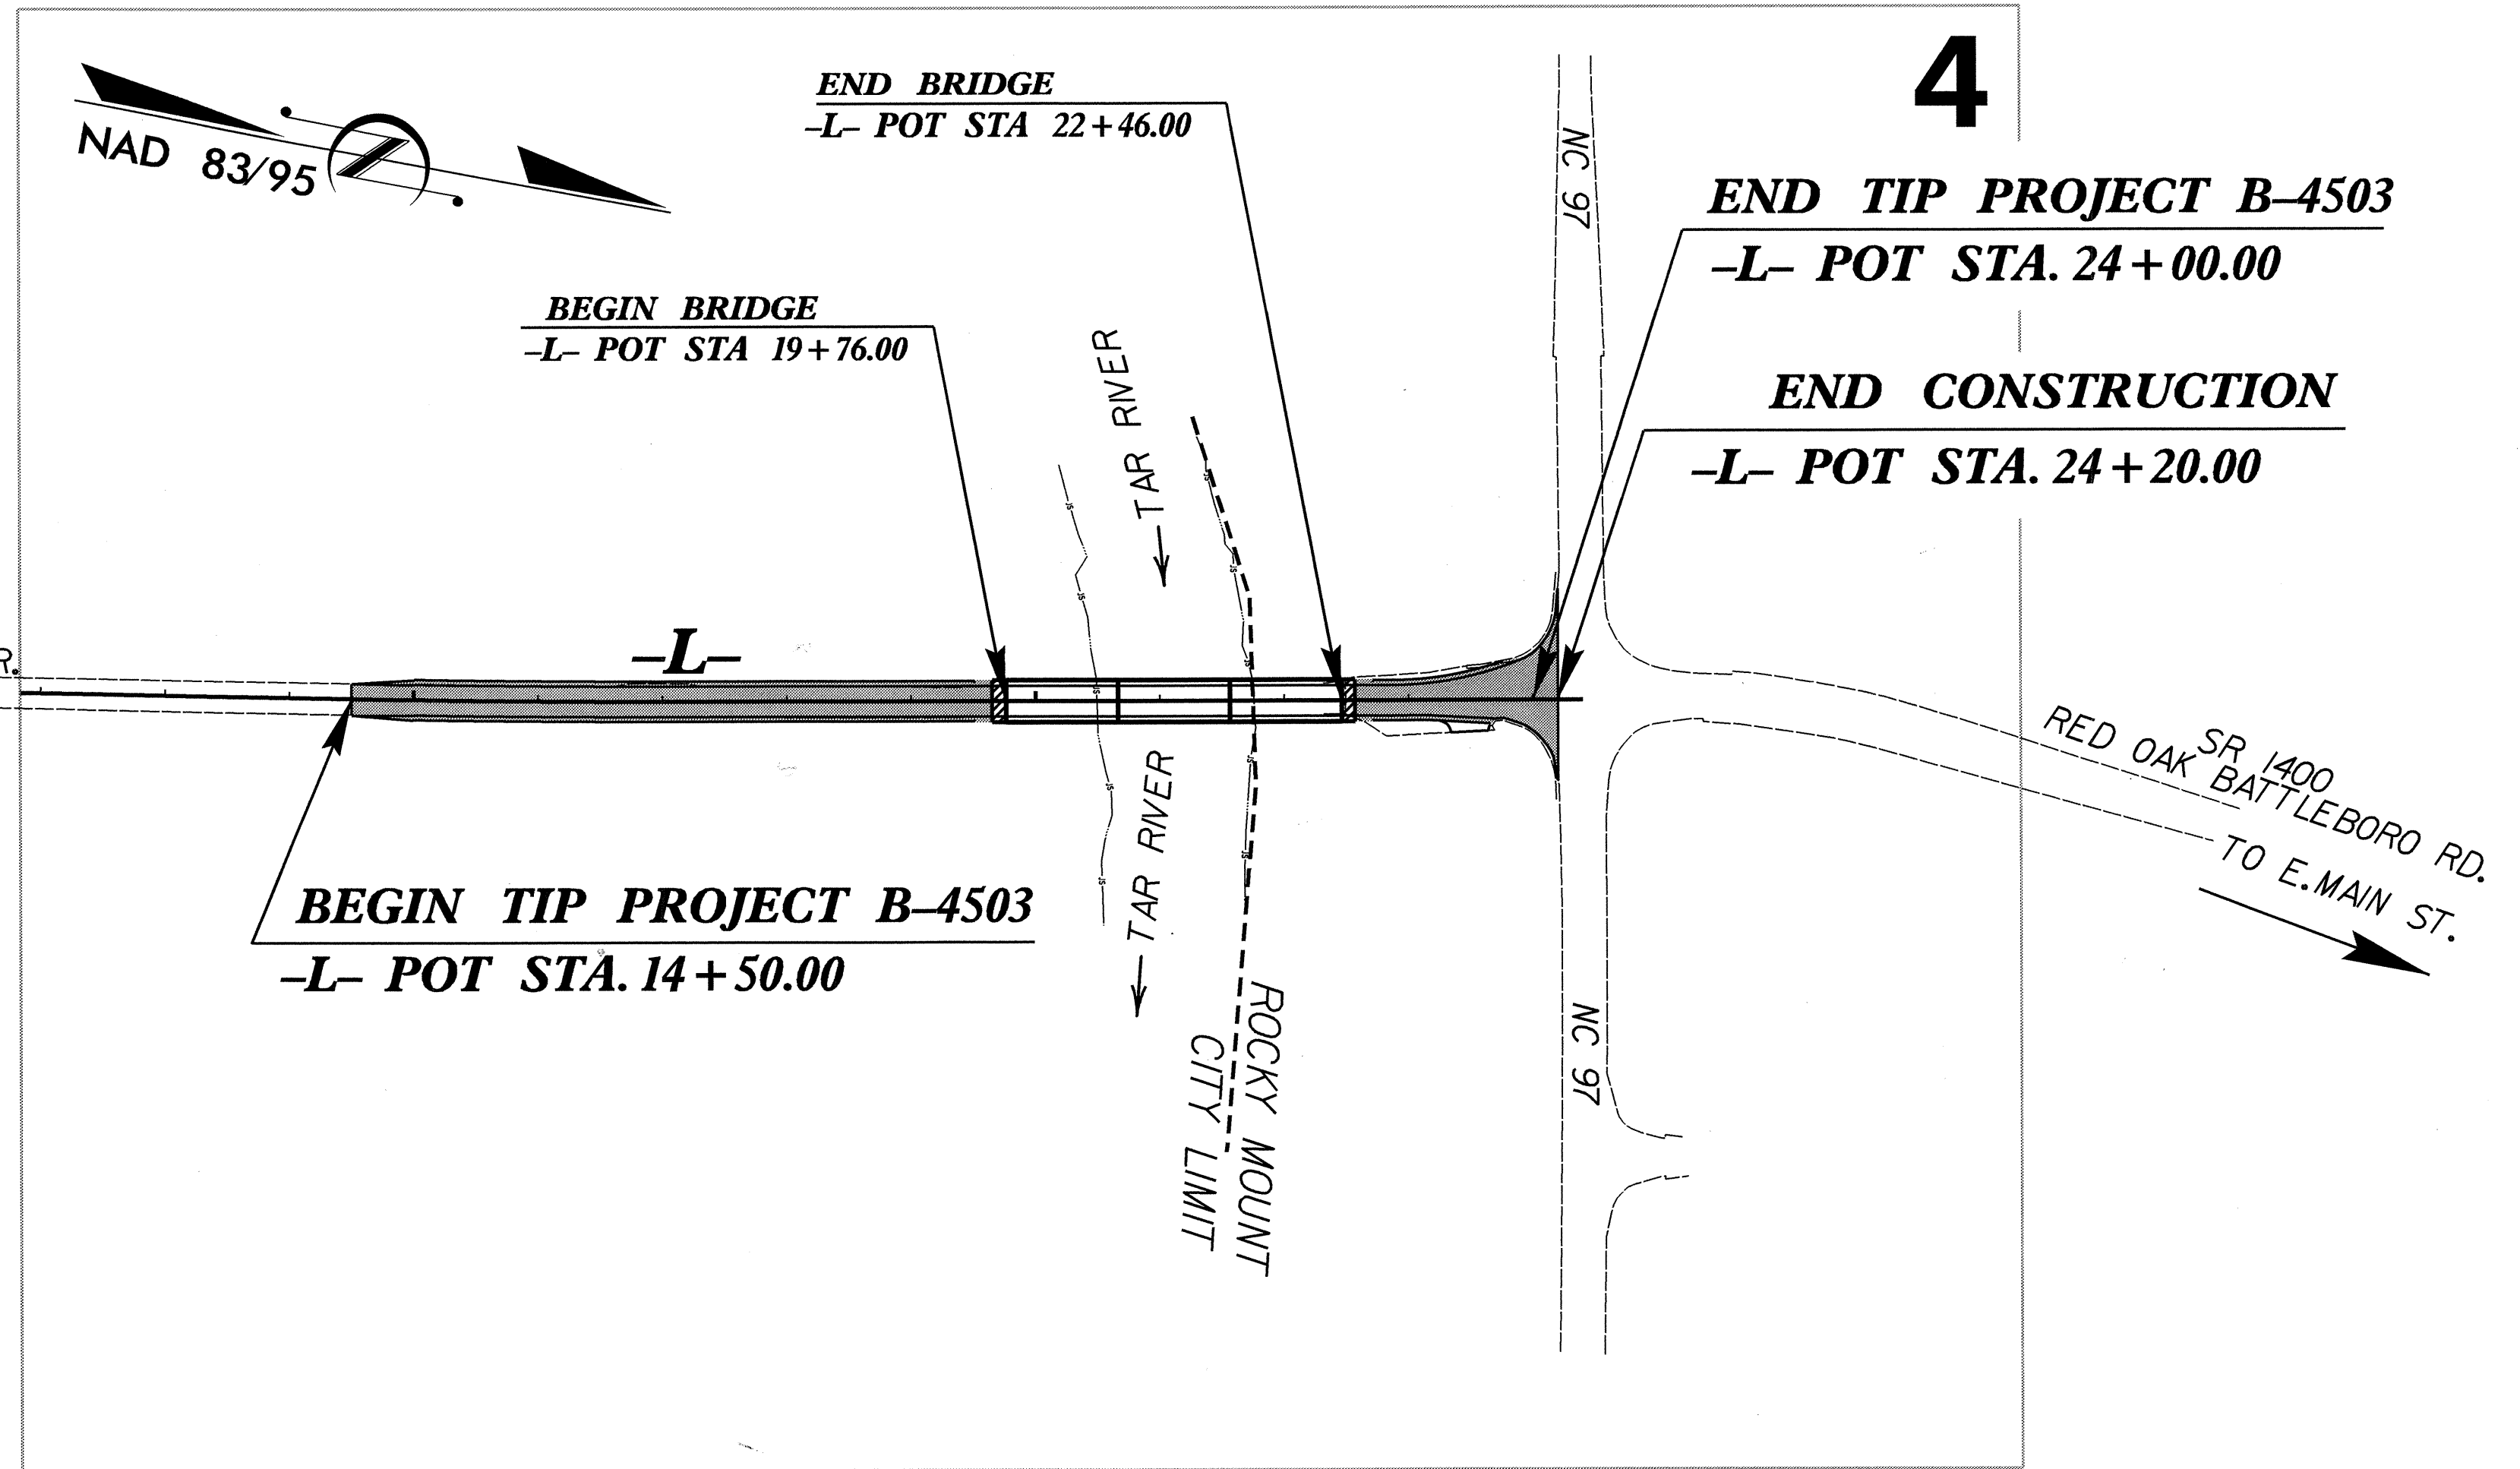 4
NAD 83/95
END BRIDGE
-L- POT STA 22+46.00
NC 97
END TIP PROJECT B-4503
-L- POT STA. 24+00.00
BEGIN BRIDGE
-L- POT STA 19+76.00
TAR RIVER
END CONSTRUCTION
-L- POT STA. 24+20.00
-L-
R.
SR 1400
RED OAK BATTLEBORO RD.
TO E. MAIN ST.
TAR RIVER
BEGIN TIP PROJECT B-4503
-L- POT STA. 14+50.00
ROCKY MOUNT
CITY LIMIT
NC 97